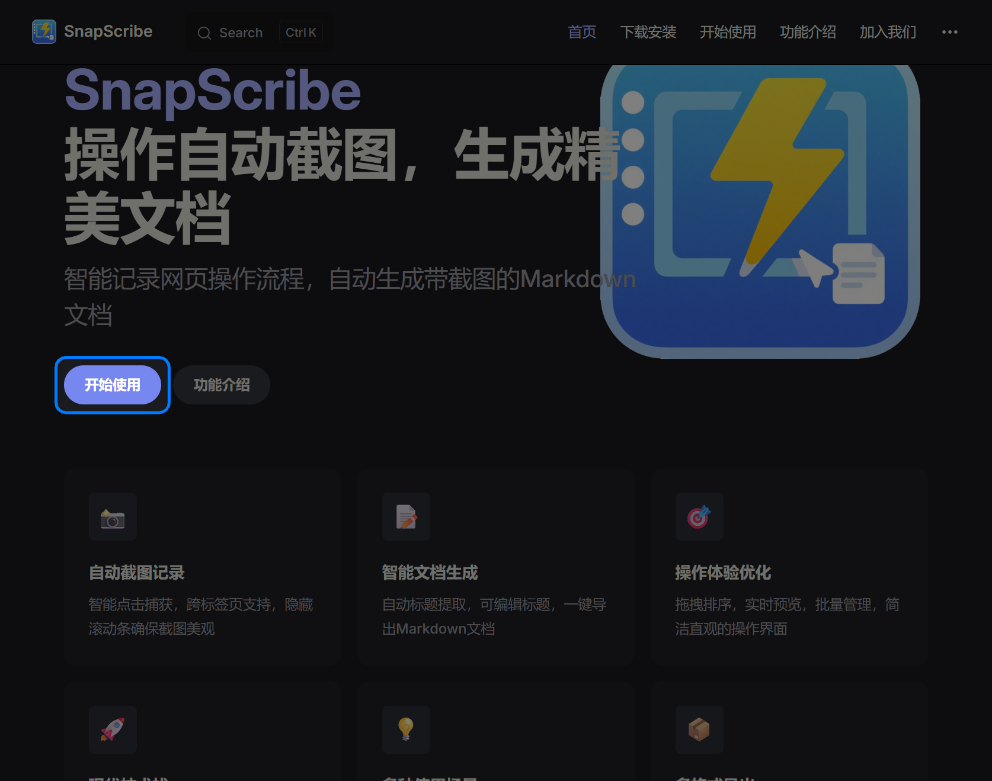 SnapScribe
Search
Ctrl K
首页
下载安装
开始使用
功能介绍
加入我们
SnapScribe
操作自动截图，生成精
美文档
智能记录网页操作流程，自动生成带截图的Markdown
文档
开始使用
功能介绍
自动截图记录
智能点击捕获，跨标签页支持，隐藏
滚动条确保截图美观
智能文档生成
自动标题提取，可编辑标题，一键导
出Markdown文档
操作体验优化
拖拽排序，实时预览，批量管理，简
洁直观的操作界面